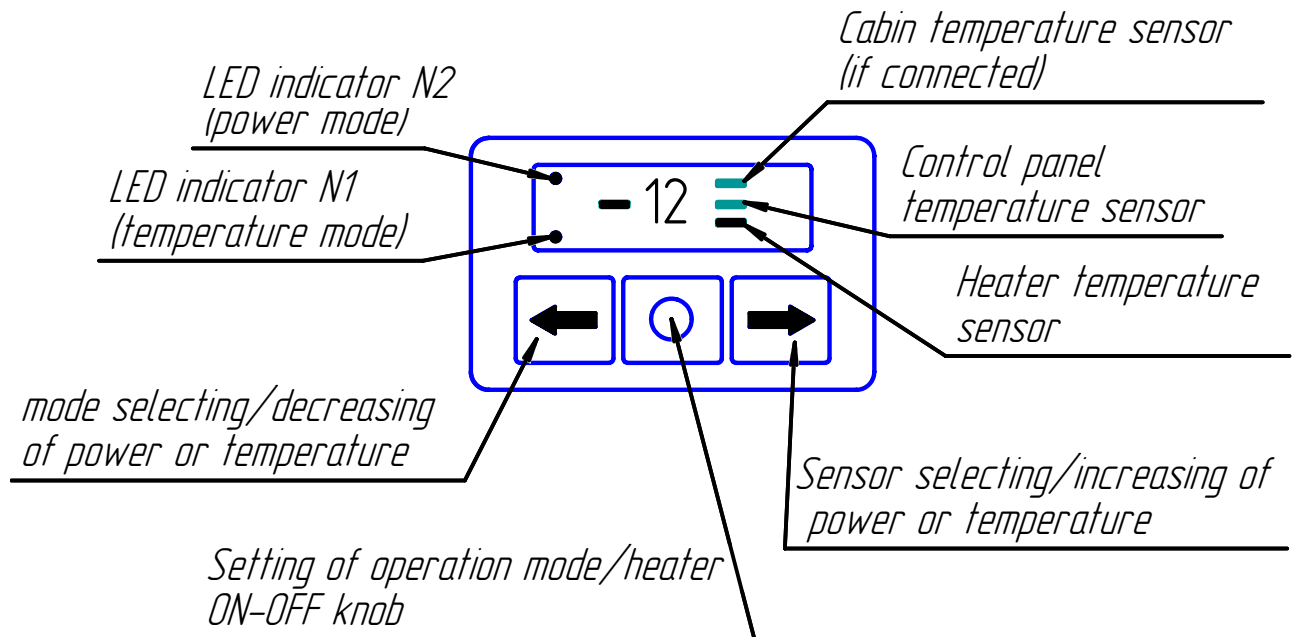 Cabin temperature sensor
(if connected)
LED indicator N2
(power mode)
Control panel
temperature sensor
LED indicator N1
(temperature mode)
- 12
Heater temperature
sensor
mode selecting/decreasing
of power or temperature
Sensor selecting/increasing of
power or temperature
Setting of operation mode/heater
ON-OFF knob